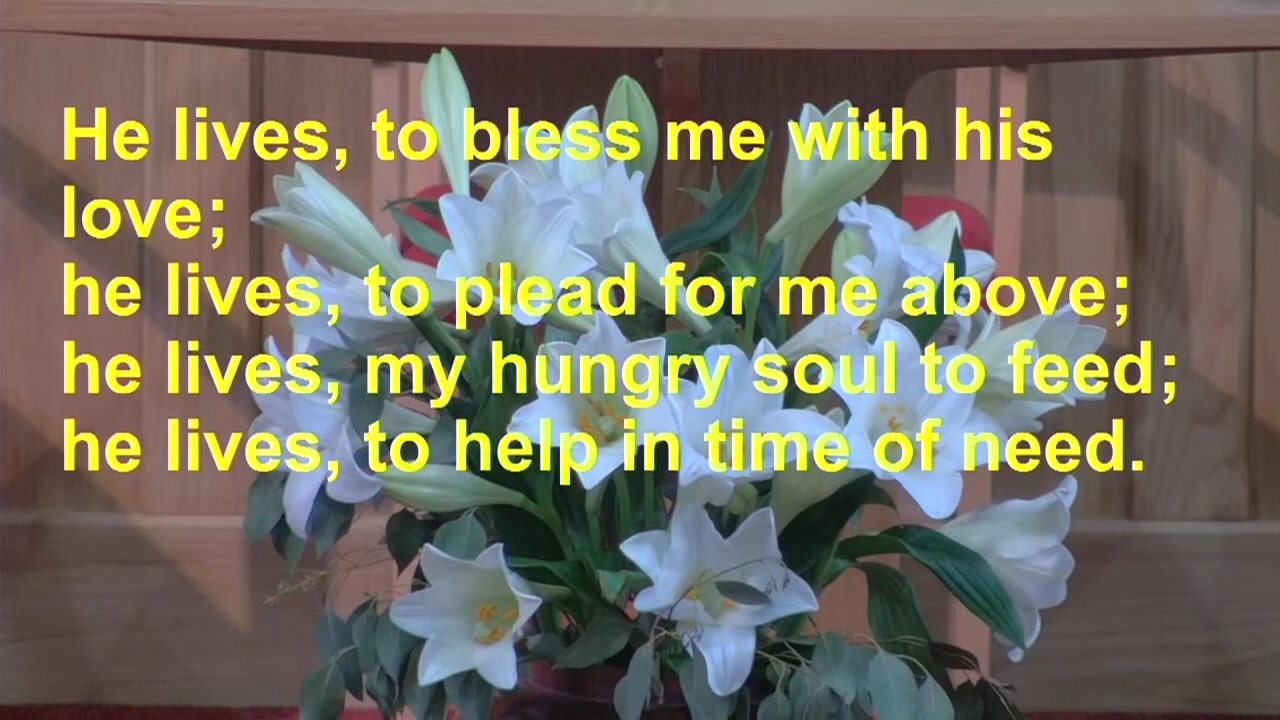 He lives, to bless me with his
love;
he lives, to plead for me above;
he lives, my hungry soul to feed;
he lives, to help in time of need.